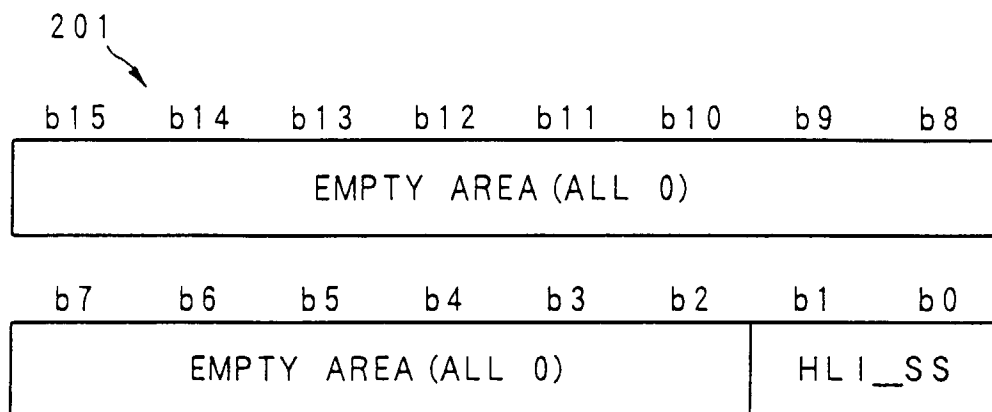 201
b15 b14 b13 b12 b11 b10 b9 b8
EMPTY AREA (ALL 0)
b7 b6 b5 b4 b3 b2 b1 b0
EMPTY AREA (ALL 0) HLI_SS